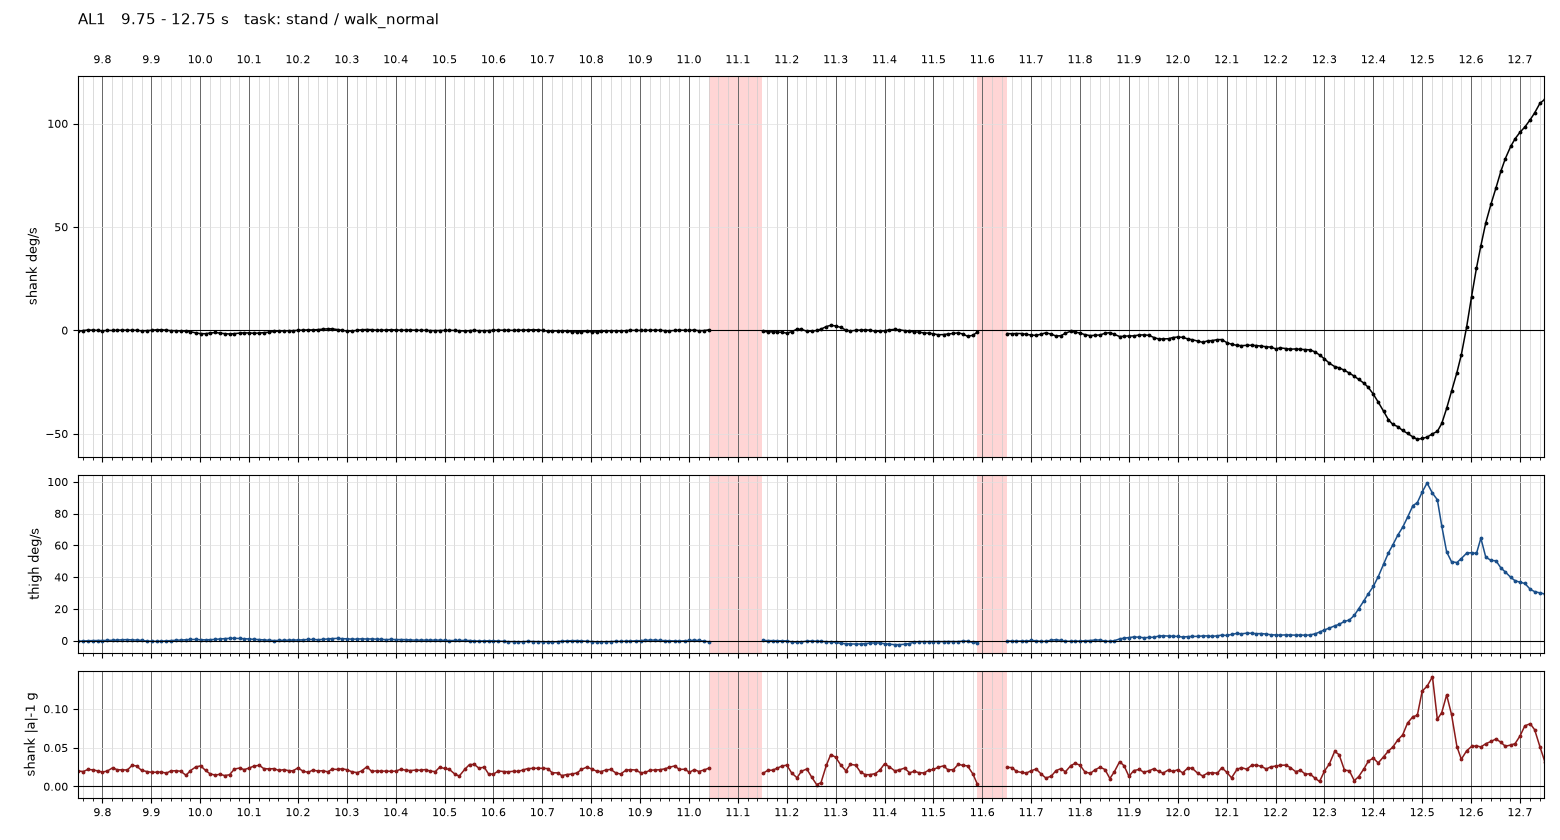 AL1   9.75 - 12.75 s   task: stand / walk_normal
9.8 9.9 10.0 10.1 10.2 10.3 10.4 10.5 10.6 10.7 10.8 10.9 11.0 11.1 11.2 11.3 11.4 11.5 11.6 11.7 11.8 11.9 12.0 12.1 12.2 12.3 12.4 12.5 12.6 12.7
shank deg/s
100
50
0
−50
thigh deg/s
100
80
60
40
20
0
shank |a|-1 g
0.10
0.05
0.00
9.8 9.9 10.0 10.1 10.2 10.3 10.4 10.5 10.6 10.7 10.8 10.9 11.0 11.1 11.2 11.3 11.4 11.5 11.6 11.7 11.8 11.9 12.0 12.1 12.2 12.3 12.4 12.5 12.6 12.7